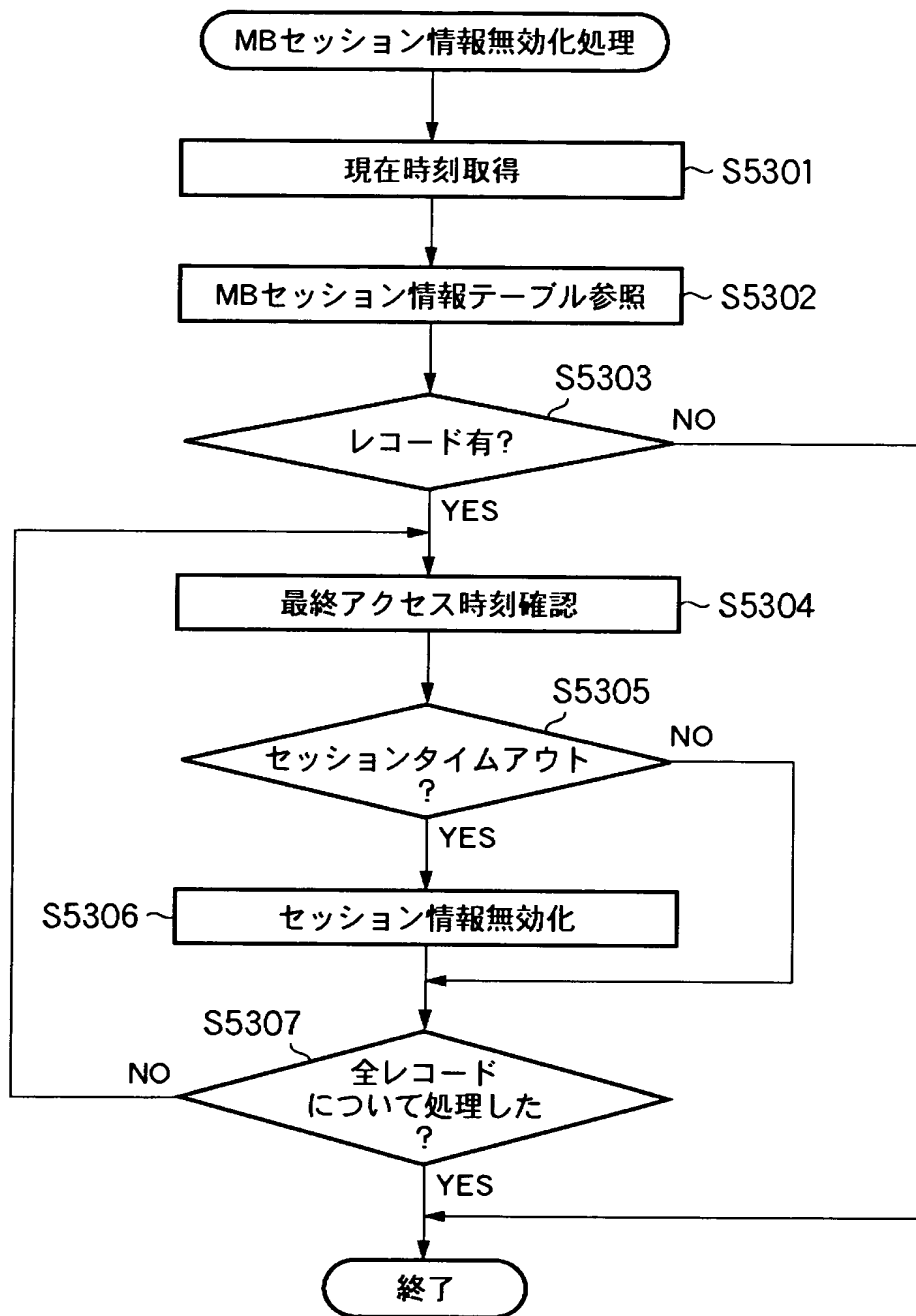 MBセッション情報無効化処理
現在時刻取得
S5301
MBセッション情報テーブル参照
S5302
S5303
レコード有?
NO
YES
最終アクセス時刻確認
S5304
S5305
セッションタイムアウト
?
NO
YES
S5306
セッション情報無効化
S5307
NO
全レコード
について処理した
?
YES
終了